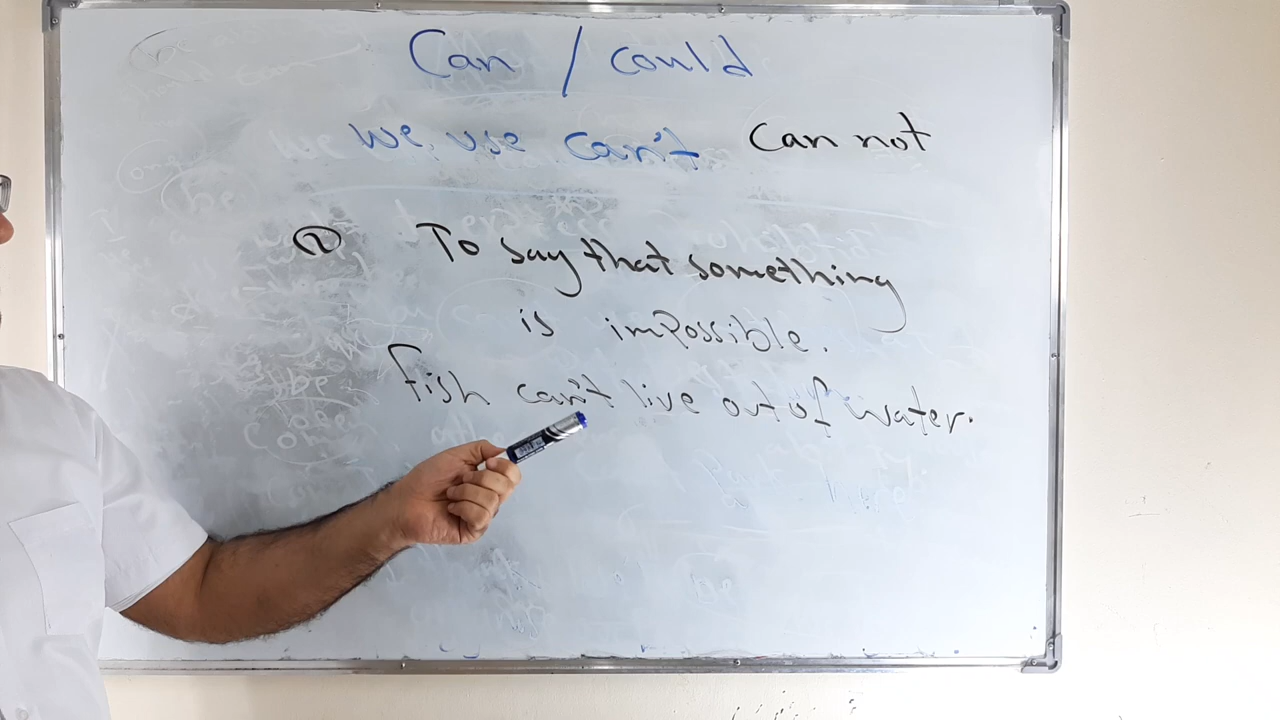 Can / could
we use can't can not
② To say that something
is impossible.
fish can't live out of water.